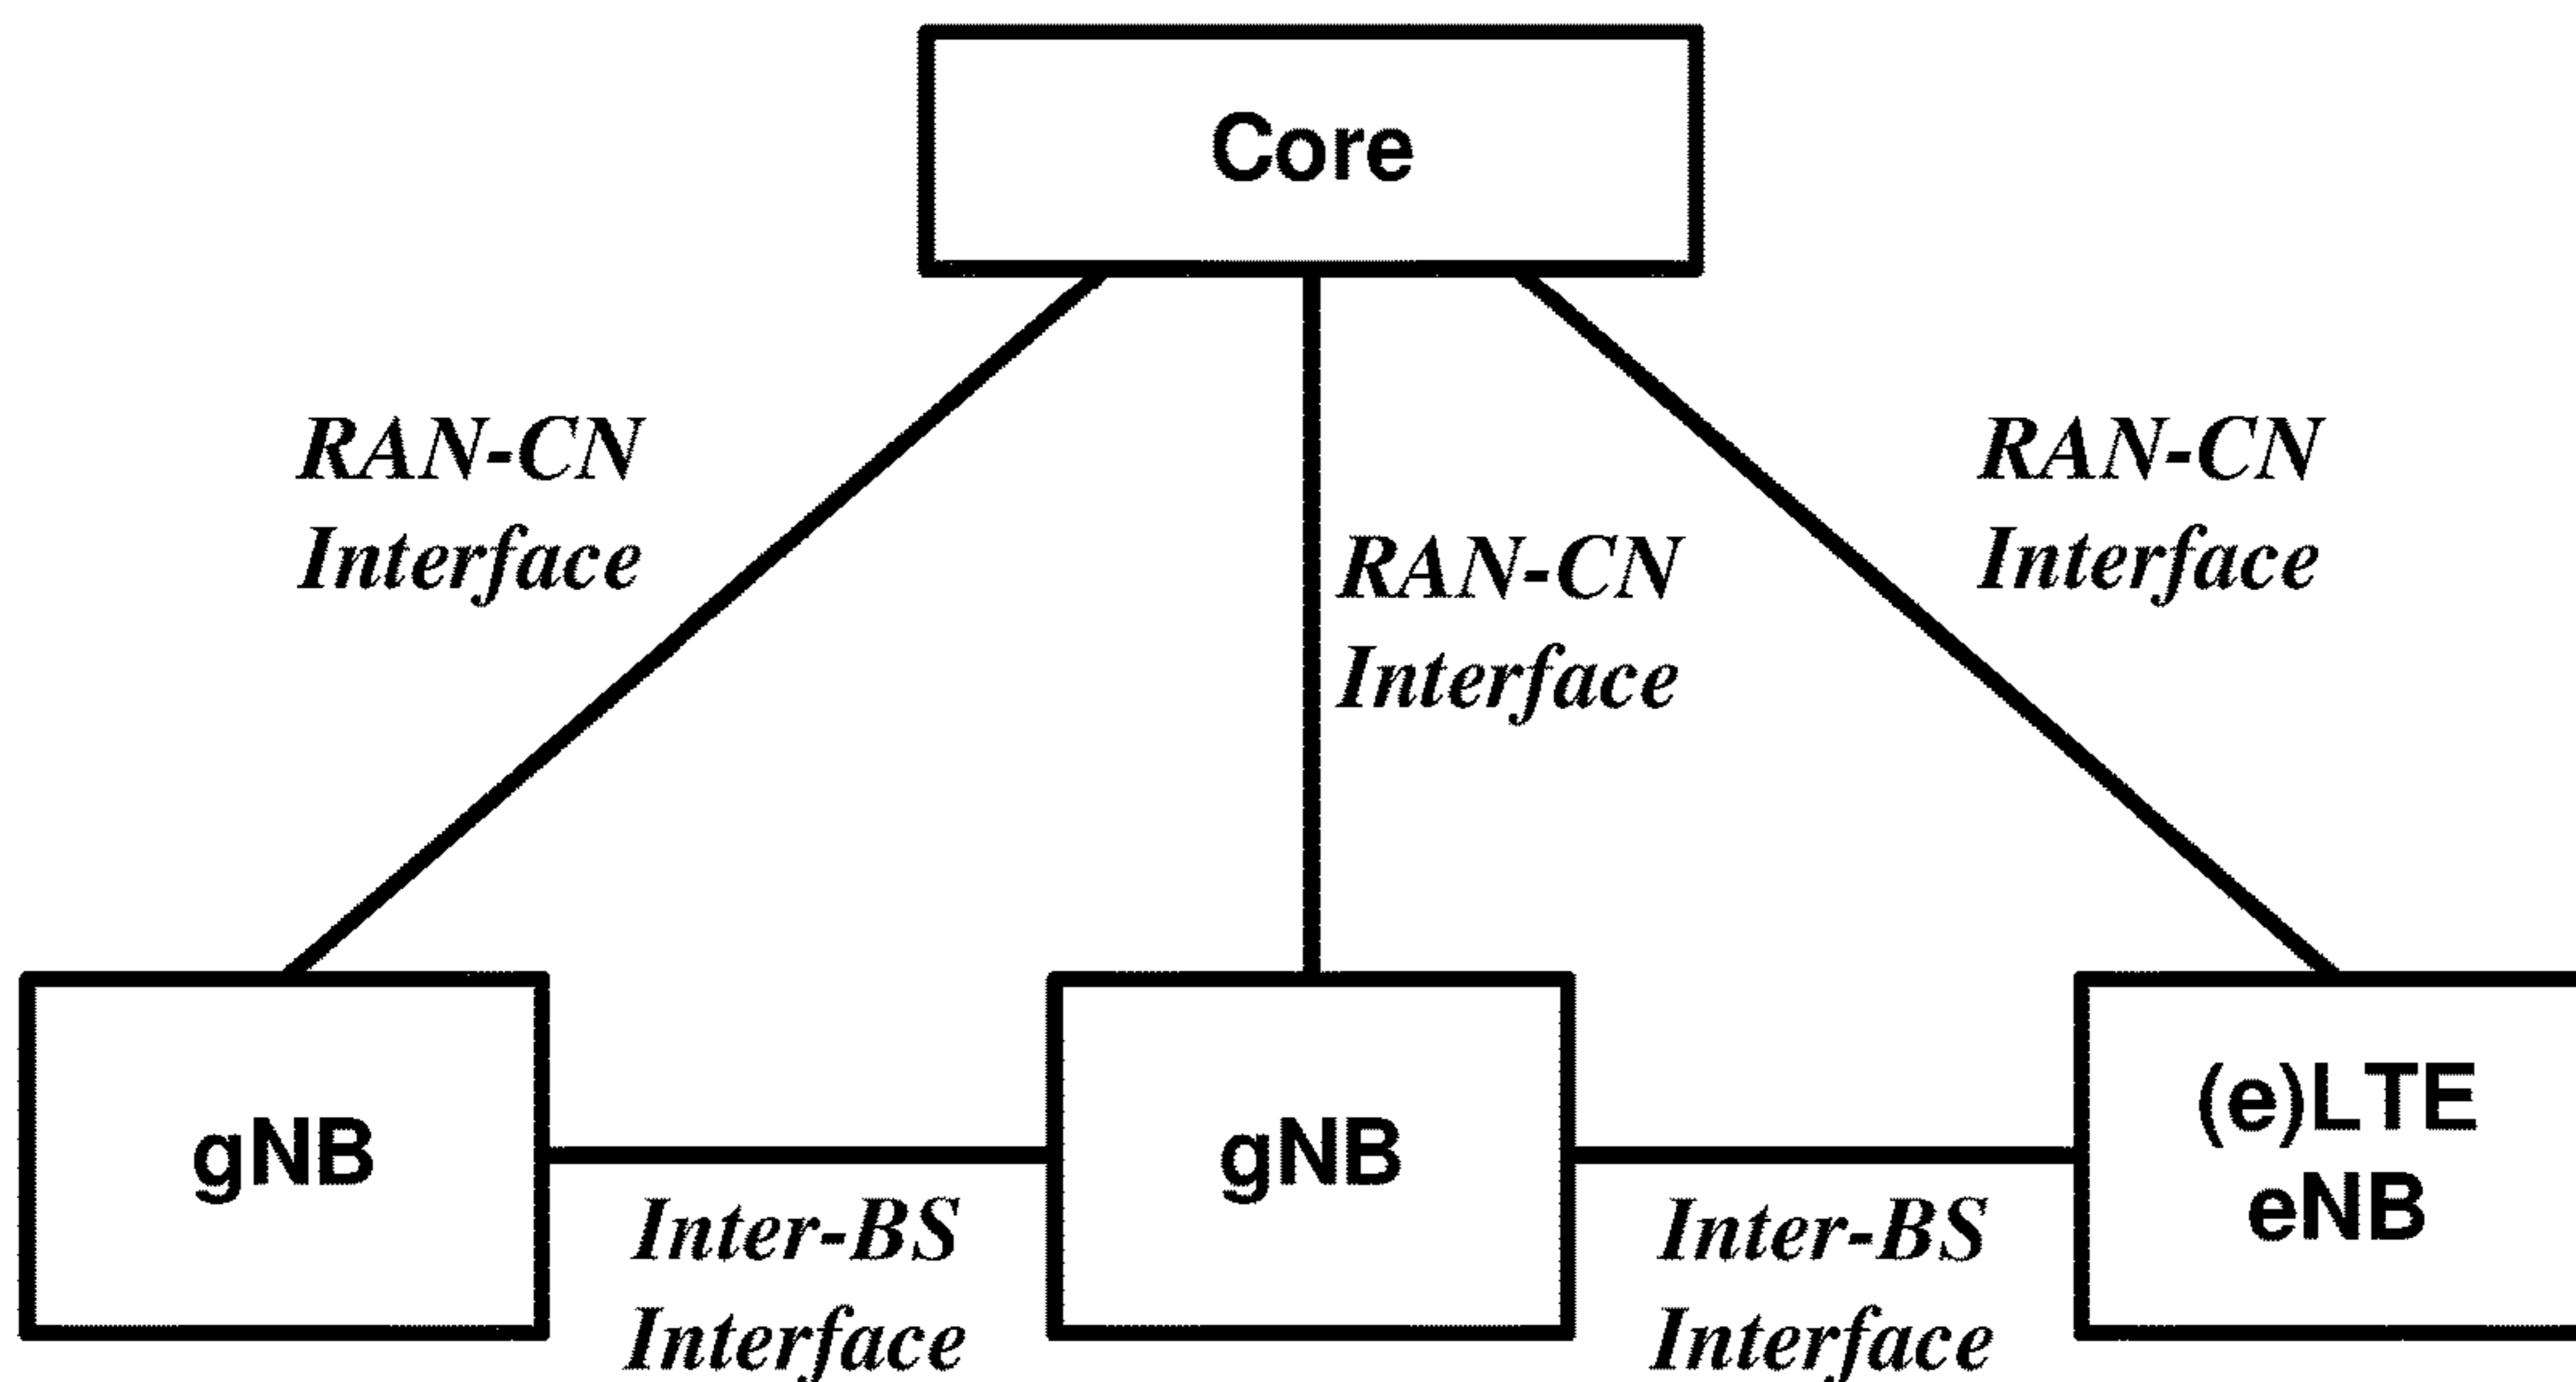 Core
RAN-CN
Interface
RAN-CN
Interface
RAN-CN
Interface
gNB
gNB
(e)LTE
eNB
Inter-BS
Interface
Inter-BS
Interface